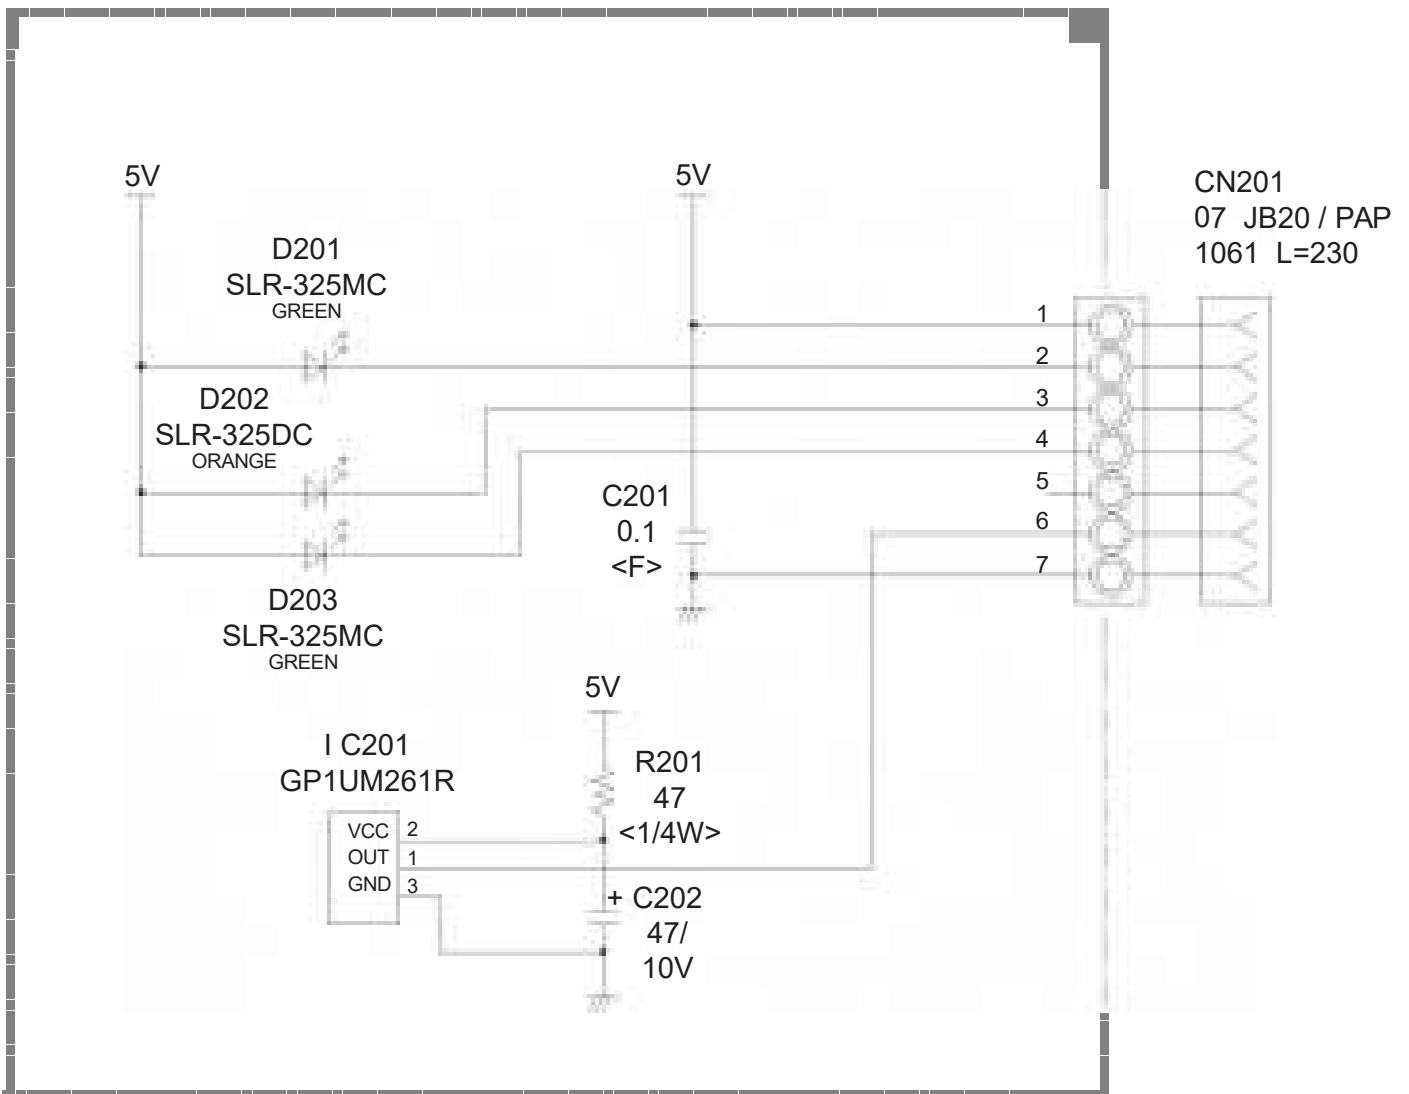 5V
D201
SLR-325MC
GREEN
D202
SLR-325DC
ORANGE
D203
SLR-325MC
GREEN
5V
C201
0.1
<F>
1
2
3
4
5
6
7
CN201
07 JB20 / PAP
1061 L=230
5V
R201
47
<1/4W>
I C201
GP1UM261R
VCC 2
OUT 1
GND 3
+ C202
47/
10V